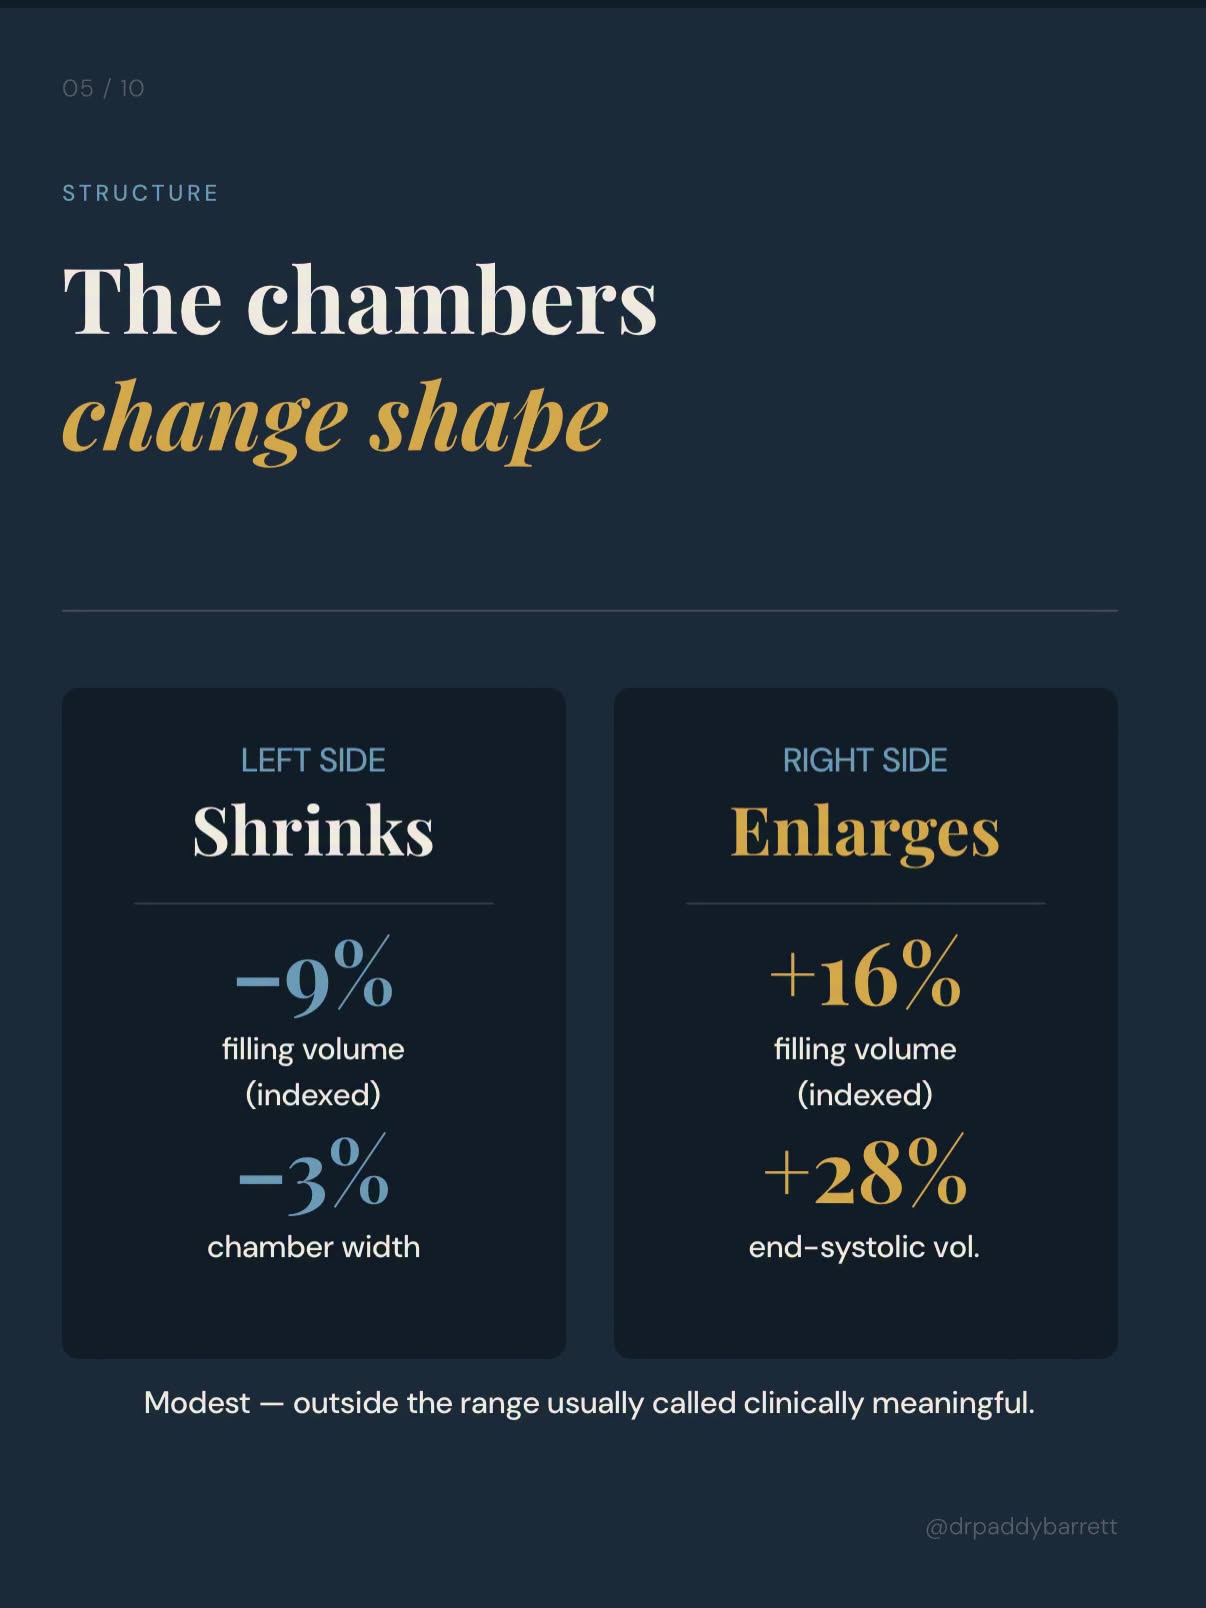 05 / 10
STRUCTURE
The chambers
change shape
LEFT SIDE
Shrinks
–9%
filling volume
(indexed)
–3%
chamber width
RIGHT SIDE
Enlarges
+16%
filling volume
(indexed)
+28%
end-systolic vol.
Modest — outside the range usually called clinically meaningful.
@drpaddybarrett